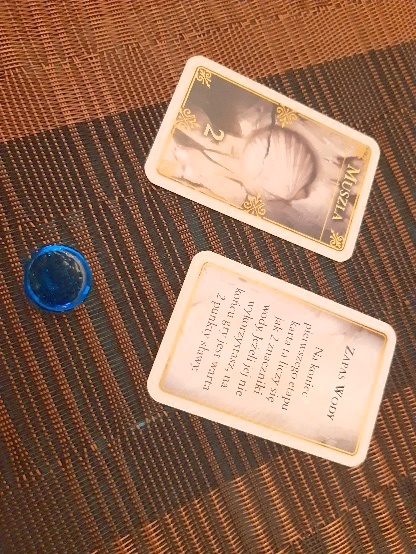 MUSZLA
2
ZAPAS WODY
Na koniec
pierwszego etapu
karta ta liczy się
jak 2 znaczniki
wody. Jeżeli jej nie
wykorzystasz, na
koniec gry jest warta
2 punkty sławy.